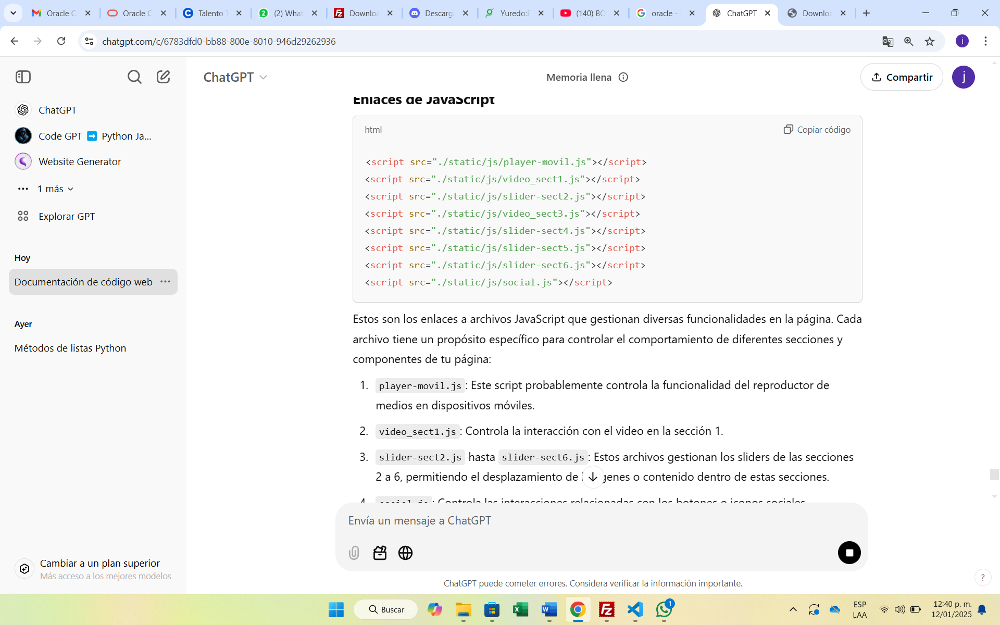 Oracle C
Oracle C
Talento T
(2) What
Downloa
Descarga
Yuredo:E
(140) BO
oracle -
ChatGPT
Downloa
chatgpt.com/c/6783dfd0-bb88-800e-8010-946d29262936
j
ChatGPT
Memoria llena
Compartir
j
ChatGPT
Code GPT ➡ Python Ja...
Website Generator
1 más
Explorar GPT
Hoy
Documentación de código web
Ayer
Métodos de listas Python
Cambiar a un plan superior
Más acceso a los mejores modelos
Enlaces de JavaScript
html
Copiar código
<script src="./static/js/player-movil.js"></script>
<script src="./static/js/video_sect1.js"></script>
<script src="./static/js/slider-sect2.js"></script>
<script src="./static/js/video_sect3.js"></script>
<script src="./static/js/slider-sect4.js"></script>
<script src="./static/js/slider-sect5.js"></script>
<script src="./static/js/slider-sect6.js"></script>
<script src="./static/js/social.js"></script>
Estos son los enlaces a archivos JavaScript que gestionan diversas funcionalidades en la página. Cada
archivo tiene un propósito específico para controlar el comportamiento de diferentes secciones y
componentes de tu página:
1. player-movil.js: Este script probablemente controla la funcionalidad del reproductor de
medios en dispositivos móviles.
2. video_sect1.js: Controla la interacción con el video en la sección 1.
3. slider-sect2.js hasta slider-sect6.js: Estos archivos gestionan los sliders de las secciones
2 a 6, permitiendo el desplazamiento de imágenes o contenido dentro de estas secciones.
4. social.js: Controla las interacciones relacionadas con los botones o iconos sociales
Envía un mensaje a ChatGPT
ChatGPT puede cometer errores. Considera verificar la información importante.
?
Buscar
1
ESP
LAA
12:40 p. m.
12/01/2025